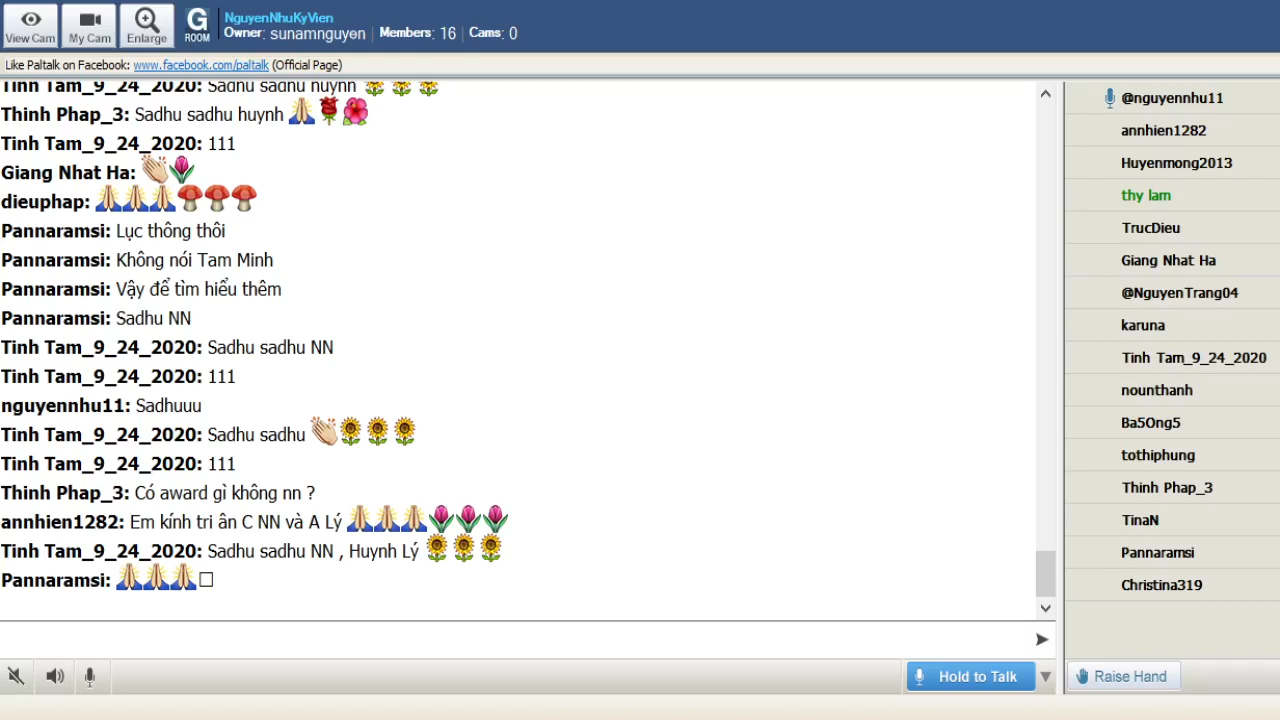 View Cam
My Cam
Enlarge
G
ROOM
NguyenNhuKyVien
Owner: sunamnguyen | Members: 16 | Cams: 0
Like Paltalk on Facebook: www.facebook.com/paltalk (Official Page)
Tinh Tam_9_24_2020: Sadhu sadhu huynh 🌻 🌻 🌻
Thinh Phap_3: Sadhu sadhu huynh 🙏🌹🌺
Tinh Tam_9_24_2020: 111
Giang Nhat Ha: 👏🌷
dieuphap: 🙏🙏🙏🍄🍄🍄
Pannaramsi: Lục thông thôi
Pannaramsi: Không nói Tam Minh
Pannaramsi: Vậy để tìm hiểu thêm
Pannaramsi: Sadhu NN
Tinh Tam_9_24_2020: Sadhu sadhu NN
Tinh Tam_9_24_2020: 111
nguyennhu11: Sadhuuu
Tinh Tam_9_24_2020: Sadhu sadhu 👏🌻🌻🌻
Tinh Tam_9_24_2020: 111
Thinh Phap_3: Có award gì không nn ?
annhien1282: Em kính tri ân C NN và A Lý 🙏🙏🙏🌷🌷🌷
Tinh Tam_9_24_2020: Sadhu sadhu NN , Huynh Lý 🌻🌻🌻
Pannaramsi: 🙏🙏🙏□
@nguyennhu11
annhien1282
Huyenmong2013
thy lam
TrucDieu
Giang Nhat Ha
@NguyenTrang04
karuna
Tinh Tam_9_24_2020
nounthanh
Ba5Ong5
tothiphung
Thinh Phap_3
TinaN
Pannaramsi
Christina319
Hold to Talk
Raise Hand